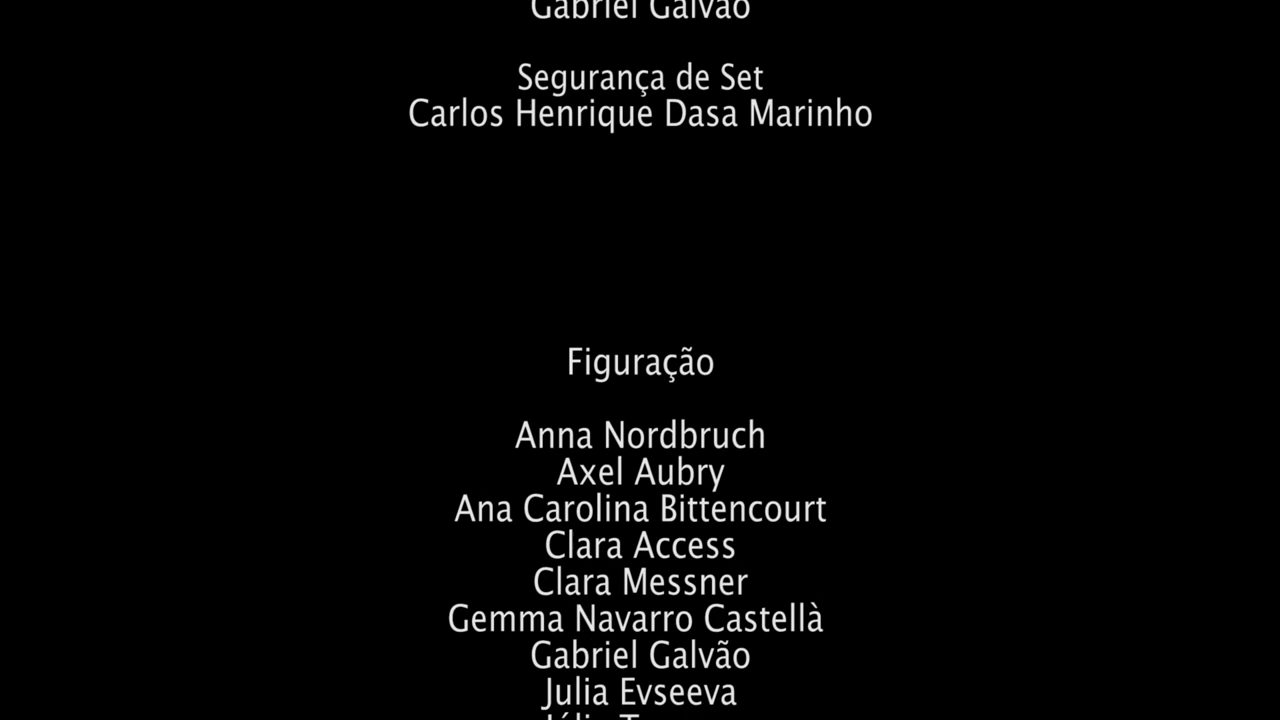 Gabriel Galvão
Segurança de Set
Carlos Henrique Dasa Marinho
Figuração
Anna Nordbruch
Axel Aubry
Ana Carolina Bittencourt
Clara Access
Clara Messner
Gemma Navarro Castellà
Gabriel Galvão
Julia Evseeva